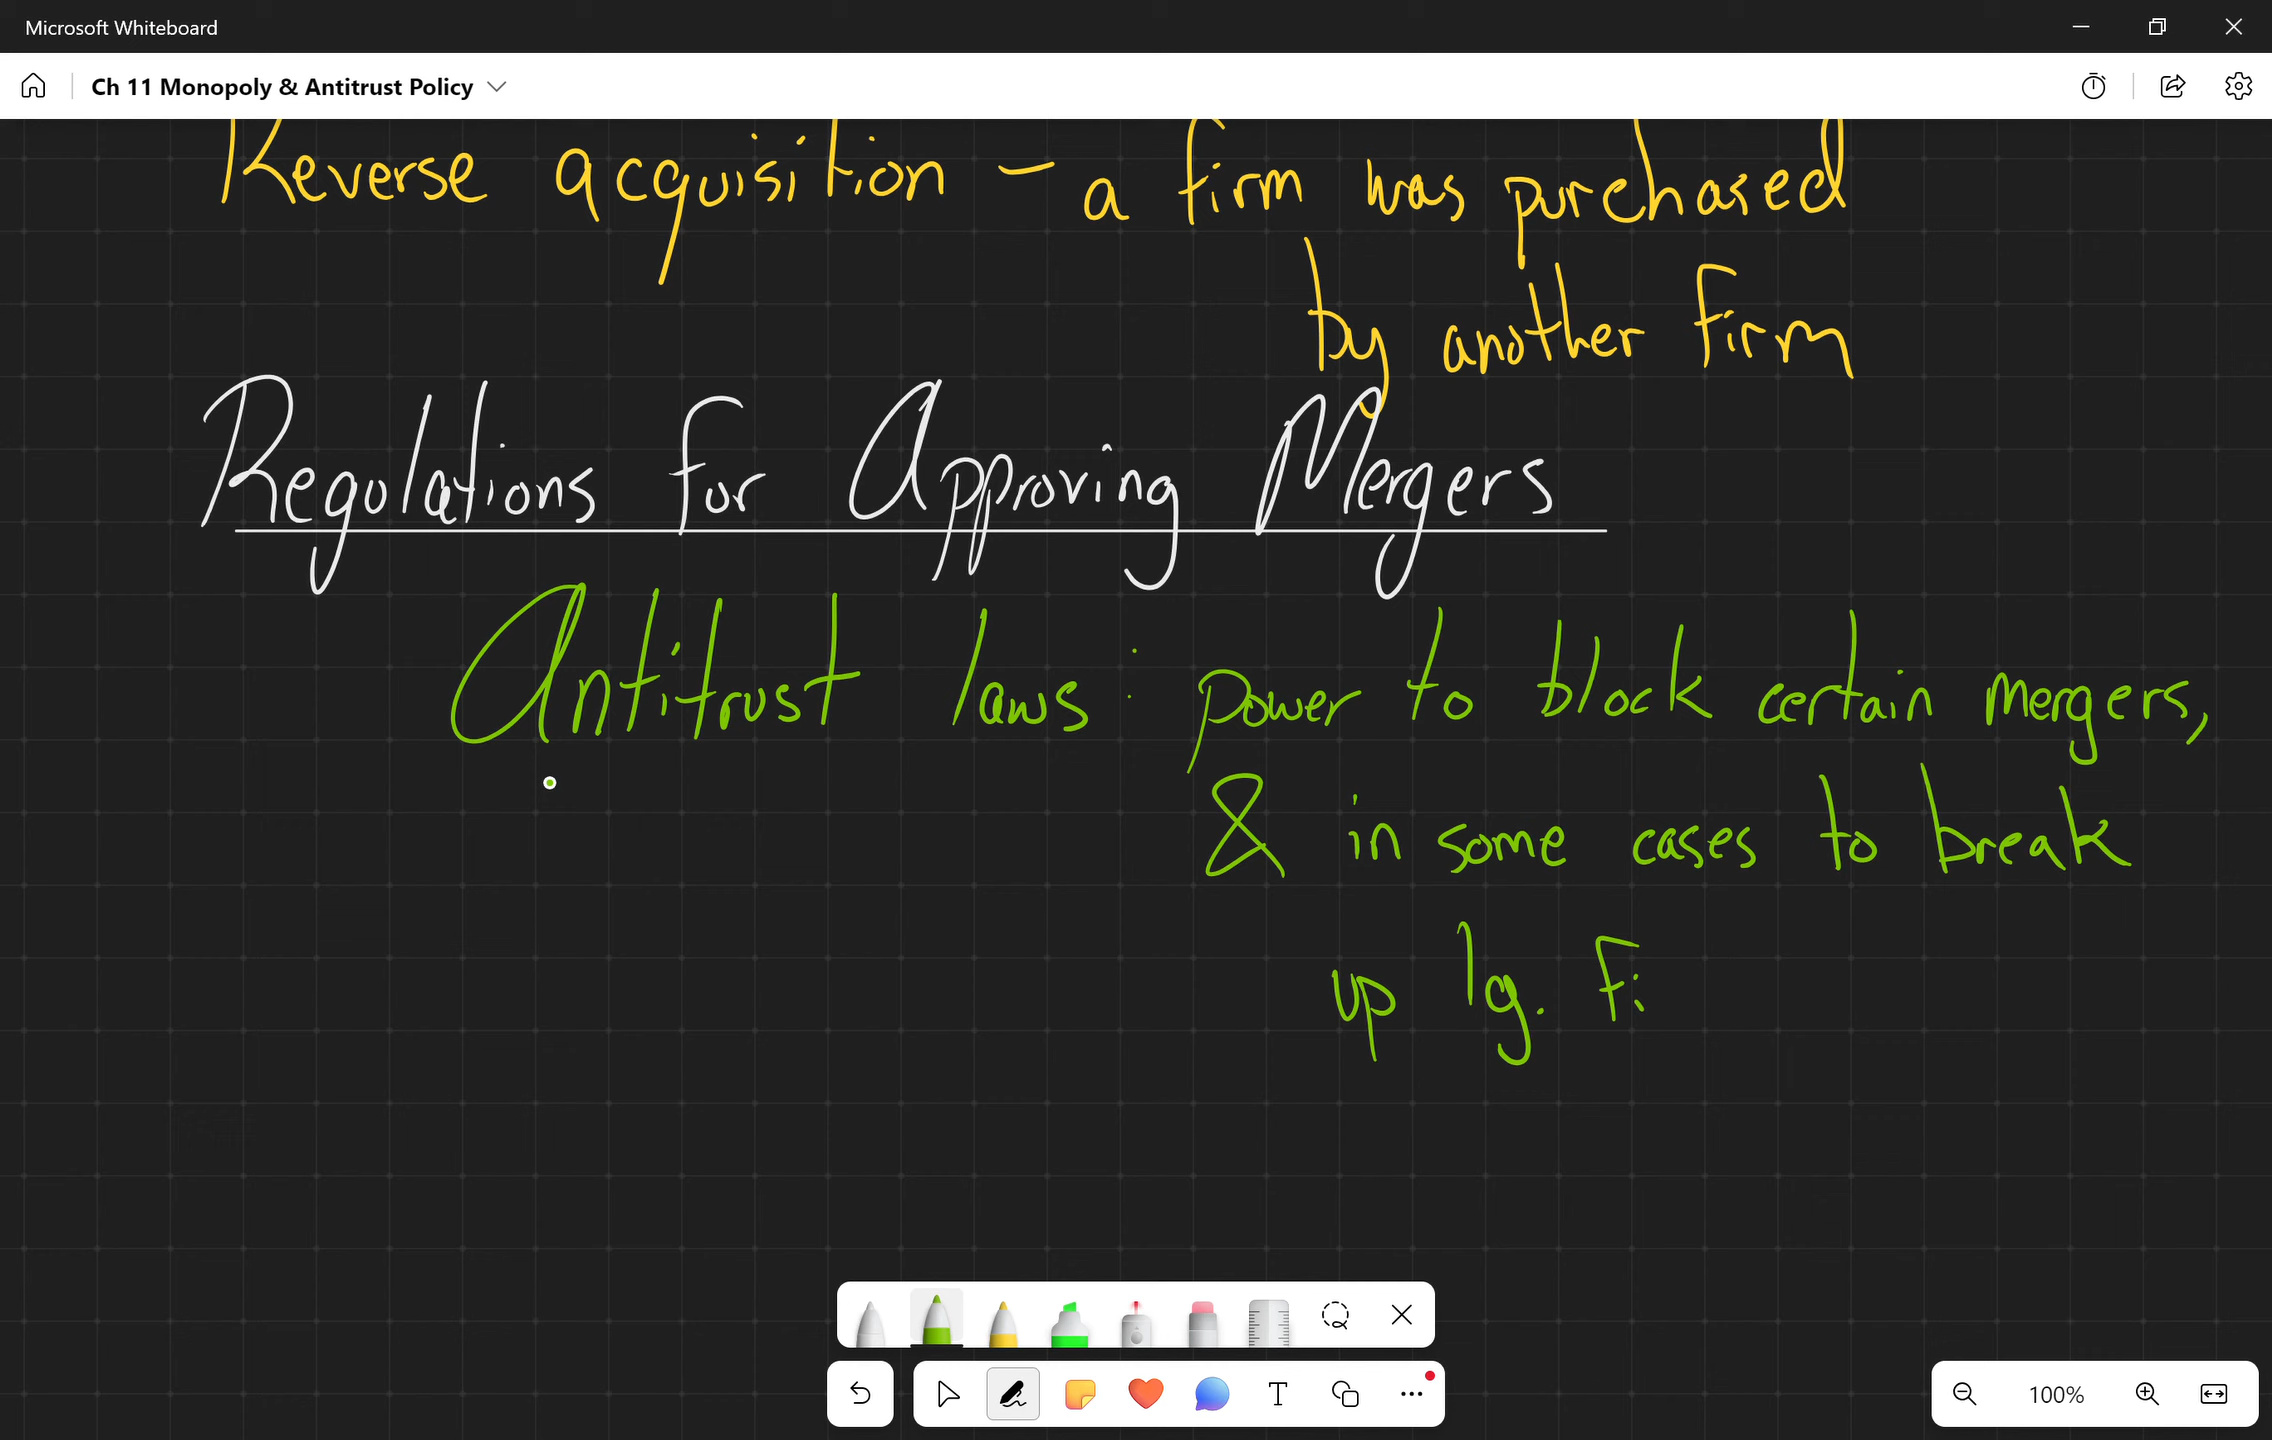 Microsoft Whiteboard
Ch 11 Monopoly & Antitrust Policy
Reverse acquisition – a firm was purchased
by another firm
Regulations for Approving Mergers
Antitrust laws: power to block certain mergers,
& in some cases to break
up lg. fi
T
100%